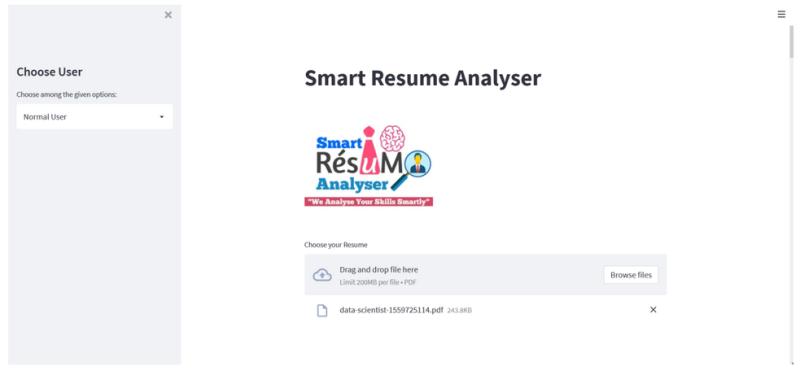 Choose User
Choose among the given options:
Normal User
Smart Resume Analyser
Smart
RésuMe
Analyser
"We Analyse Your Skills Smartly"
Choose your Resume
Drag and drop file here
Limit 200MB per file • PDF
Browse files
data-scientist-1559725114.pdf 243.8KB